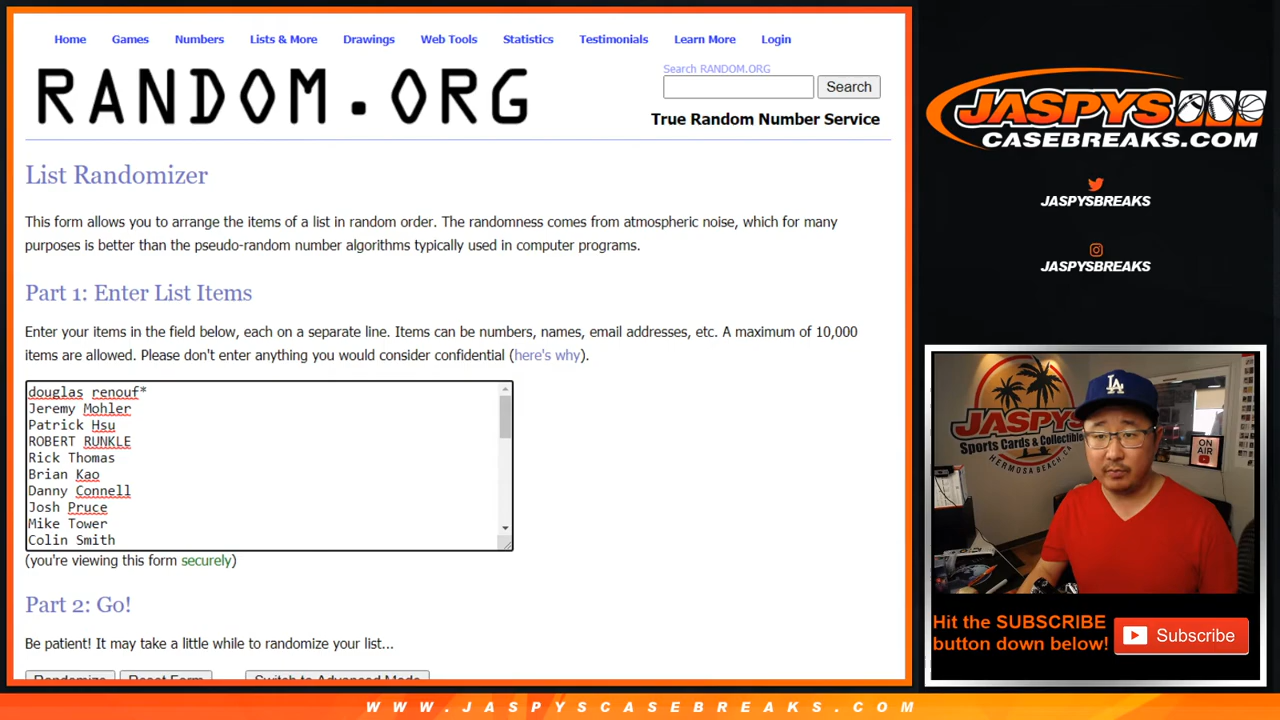 Home Games Numbers Lists & More Drawings Web Tools Statistics Testimonials Learn More Login
RANDOM.ORG
Search RANDOM.ORG
Search
True Random Number Service
List Randomizer
This form allows you to arrange the items of a list in random order. The randomness comes from atmospheric noise, which for many
purposes is better than the pseudo-random number algorithms typically used in computer programs.
Part 1: Enter List Items
Enter your items in the field below, each on a separate line. Items can be numbers, names, email addresses, etc. A maximum of 10,000
items are allowed. Please don't enter anything you would consider confidential (here's why).
douglas renouf*
Jeremy Mohler
Patrick Hsu
ROBERT RUNKLE
Rick Thomas
Brian Kao
Danny Connell
Josh Pruce
Mike Tower
Colin Smith
(you're viewing this form securely)
Part 2: Go!
Be patient! It may take a little while to randomize your list...
Randomize Reset Form Switch to Advanced Mode
JASPYS
CASEBREAKS.COM
JASPYSBREAKS
JASPYSBREAKS
JASPYS
Sports Cards & Collectibles
HERMOSA BEACH, CA
LA
ON
AIR
Hit the SUBSCRIBE
button down below!
Subscribe
WWW.JASPYSCASEBREAKS.COM